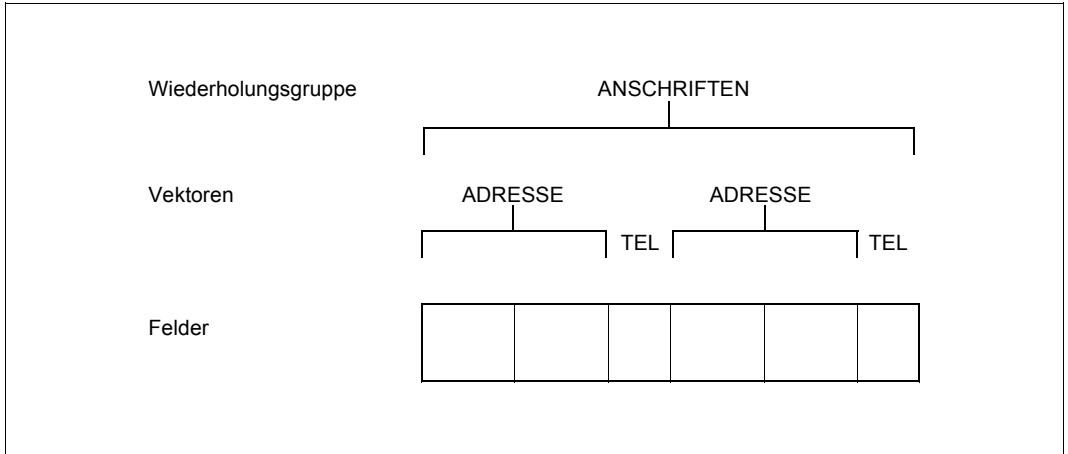 Wiederholungsgruppe ANSCHRIFTEN
Vektoren ADRESSE ADRESSE
TEL TEL
Felder